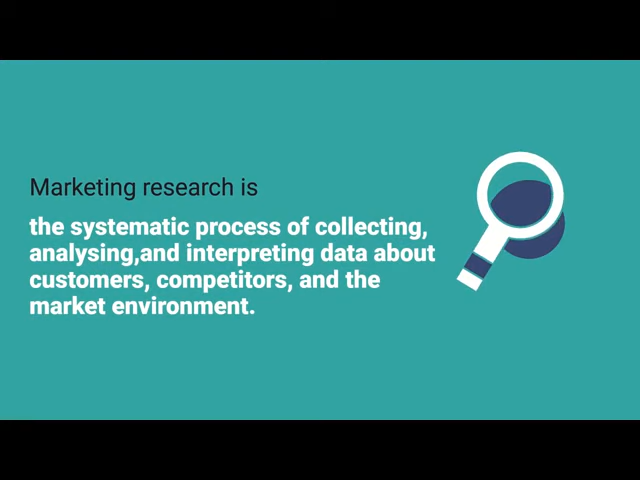 Marketing research is
the systematic process of collecting,
analysing,and interpreting data about
customers, competitors, and the
market environment.